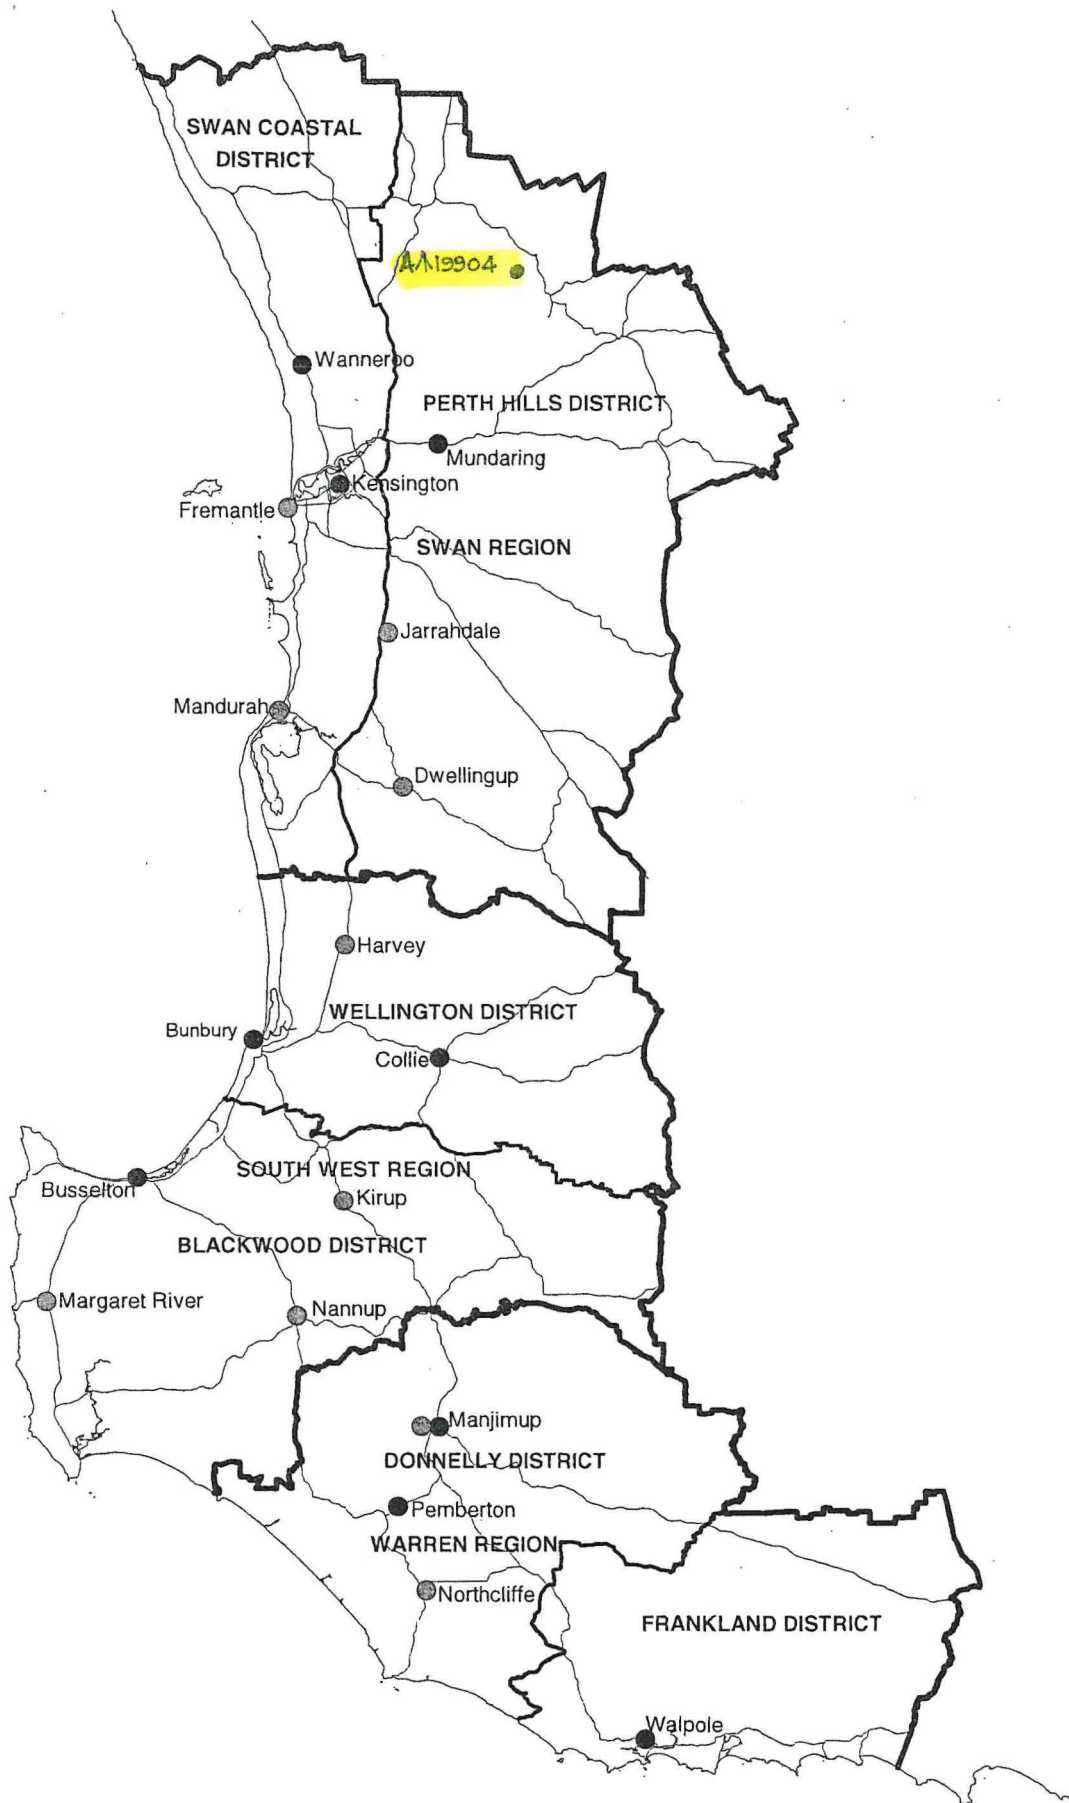 SWAN COASTAL
DISTRICT
A/119904
Wanneroo
PERTH HILLS DISTRICT
Mundaring
Kensington
Fremantle
SWAN REGION
Jarrahdale
Mandurah
Dwellingup
Harvey
WELLINGTON DISTRICT
Bunbury
Collie
SOUTH WEST REGION
Busselton
Kirup
BLACKWOOD DISTRICT
Margaret River
Nannup
Manjimup
DONNELLY DISTRICT
Pemberton
WARREN REGION
Northcliffe
FRANKLAND DISTRICT
Walpole